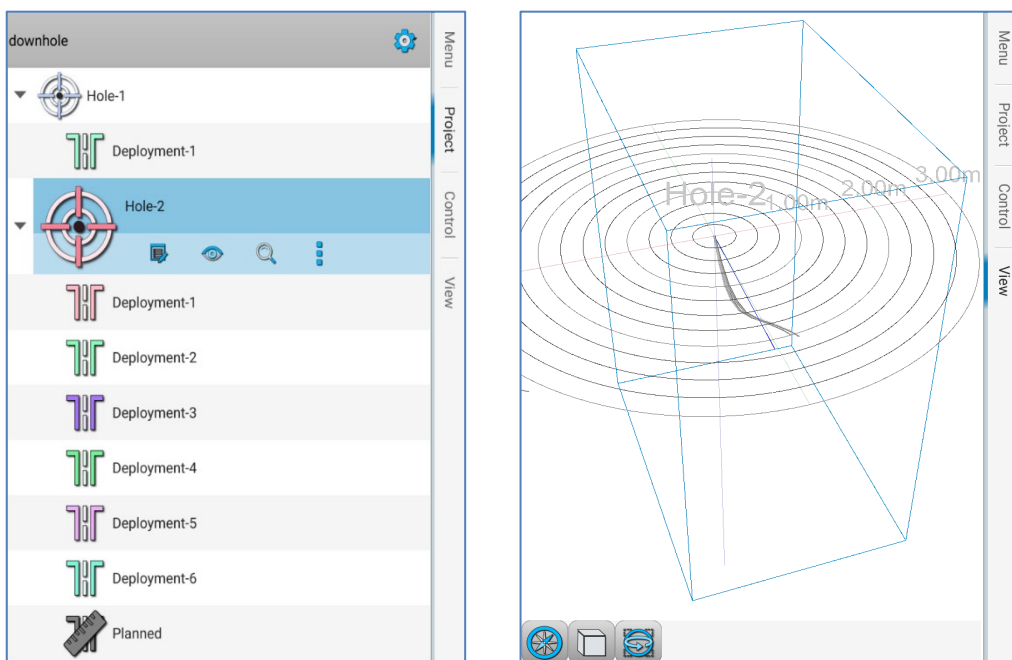 downhole
Hole-1
Deployment-1
Hole-2
Deployment-1
Deployment-2
Deployment-3
Deployment-4
Deployment-5
Deployment-6
Planned
Menu
Project
Control
View
Hole-2
1,00m
2,00m
3,00m
Menu
Project
Control
View